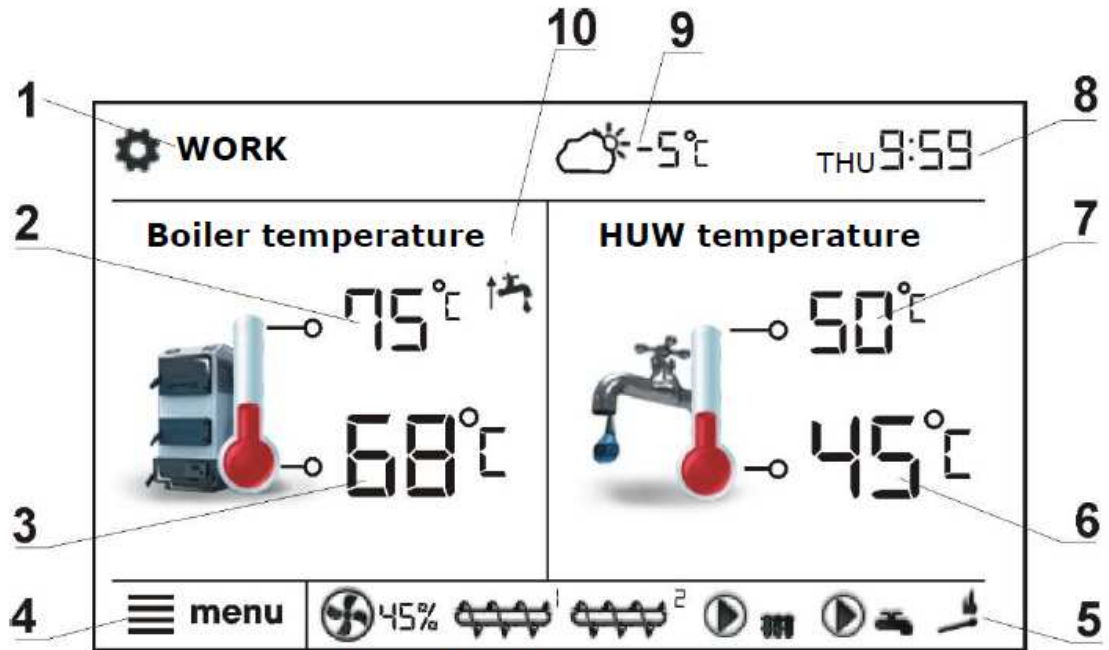 10 9
1 8
WORK -5°C THU 9:59
2 Boiler temperature HUW temperature 7
75°C 50°C
68°C 45°C
3 6
4 menu 45% 1 2 5